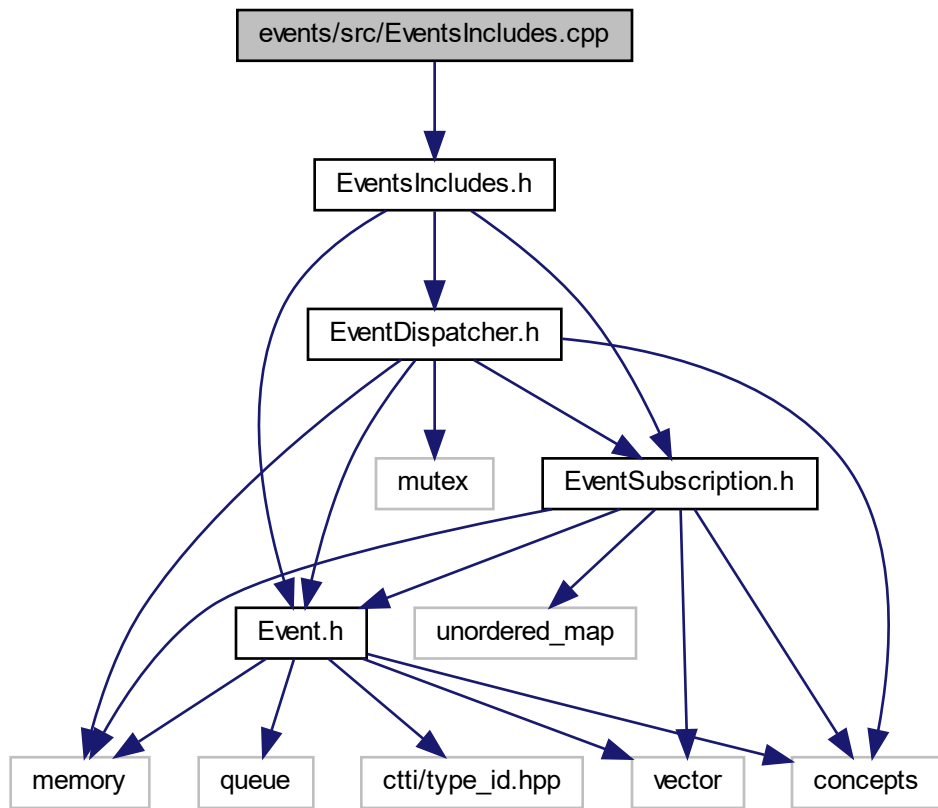 events/src/EventsIncludes.cpp
EventsIncludes.h
EventDispatcher.h
mutex
EventSubscription.h
Event.h
unordered_map
memory
queue
ctti/type_id.hpp
vector
concepts